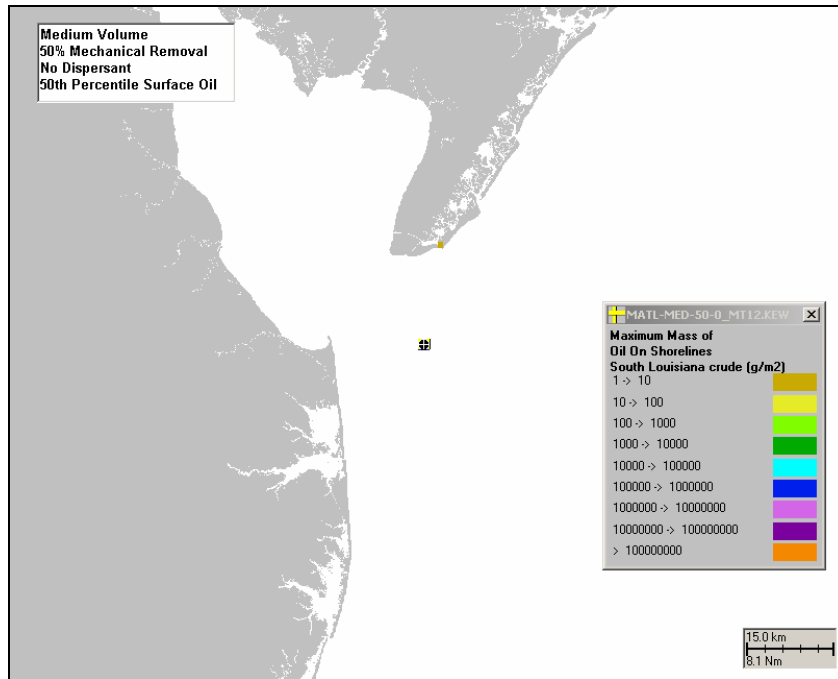 Medium Volume
50% Mechanical Removal
No Dispersant
50th Percentile Surface Oil
MATL-MED-50-0_MT12.KEW
Maximum Mass of
Oil On Shorelines
South Louisiana crude (g/m2)
1 -> 10
10 -> 100
100 -> 1000
1000 -> 10000
10000 -> 100000
100000 -> 1000000
1000000 -> 10000000
10000000 -> 100000000
> 100000000
15.0 km
8.1 Nm